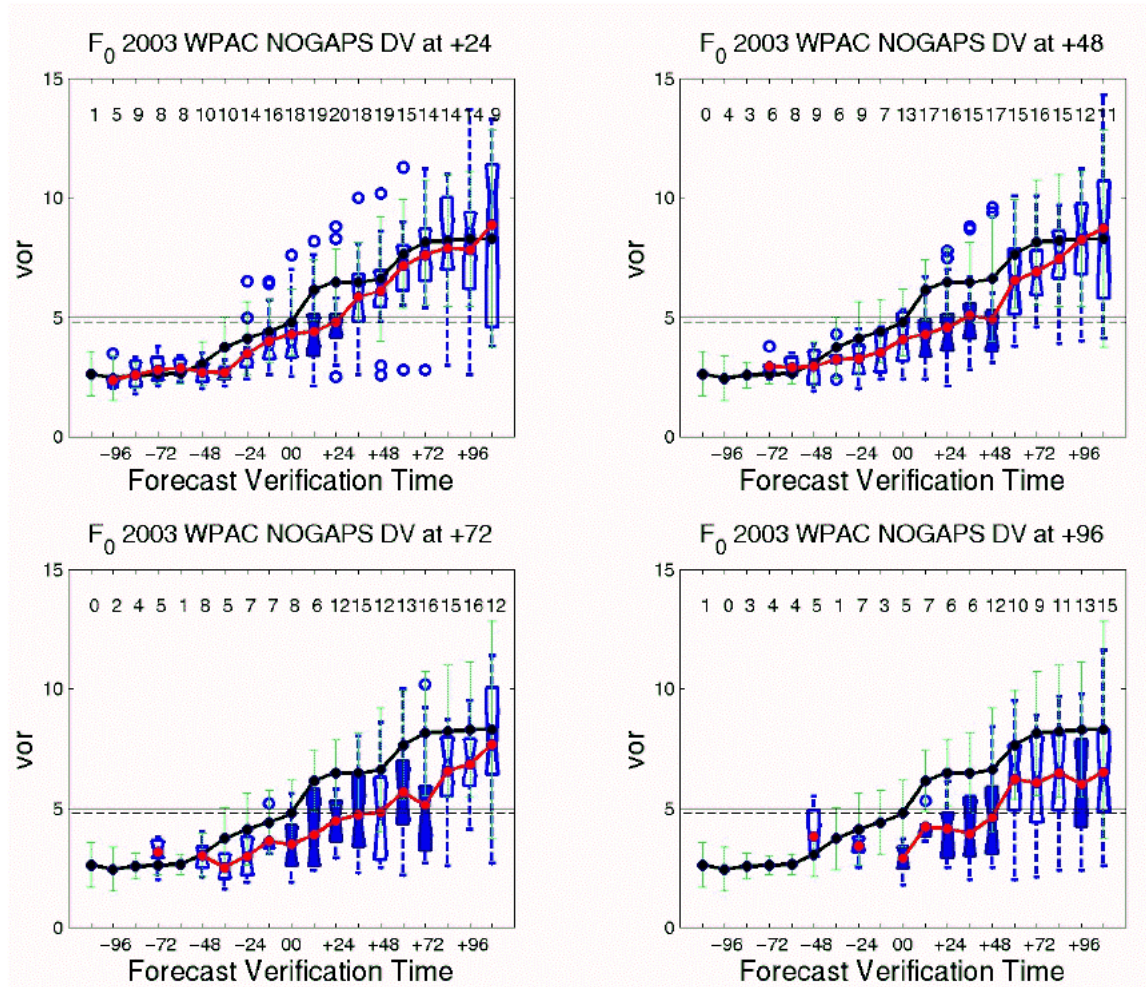 F0 2003 WPAC NOGAPS DV at +24
15
1 5 9 8 8 10 10 14 16 18 19 20 18 19 15 14 14 14 9
10
vor
5
0
−96 −72 −48 −24 00 +24 +48 +72 +96
Forecast Verification Time
F0 2003 WPAC NOGAPS DV at +48
15
0 4 3 6 8 9 6 9 7 13 17 16 15 17 15 16 15 12 11
10
vor
5
0
−96 −72 −48 −24 00 +24 +48 +72 +96
Forecast Verification Time
F0 2003 WPAC NOGAPS DV at +72
15
0 2 4 5 1 8 5 7 7 8 6 12 15 12 13 16 15 16 12
10
vor
5
0
−96 −72 −48 −24 00 +24 +48 +72 +96
Forecast Verification Time
F0 2003 WPAC NOGAPS DV at +96
15
1 0 3 4 4 5 1 7 3 5 7 6 6 12 10 9 11 13 15
10
vor
5
0
−96 −72 −48 −24 00 +24 +48 +72 +96
Forecast Verification Time